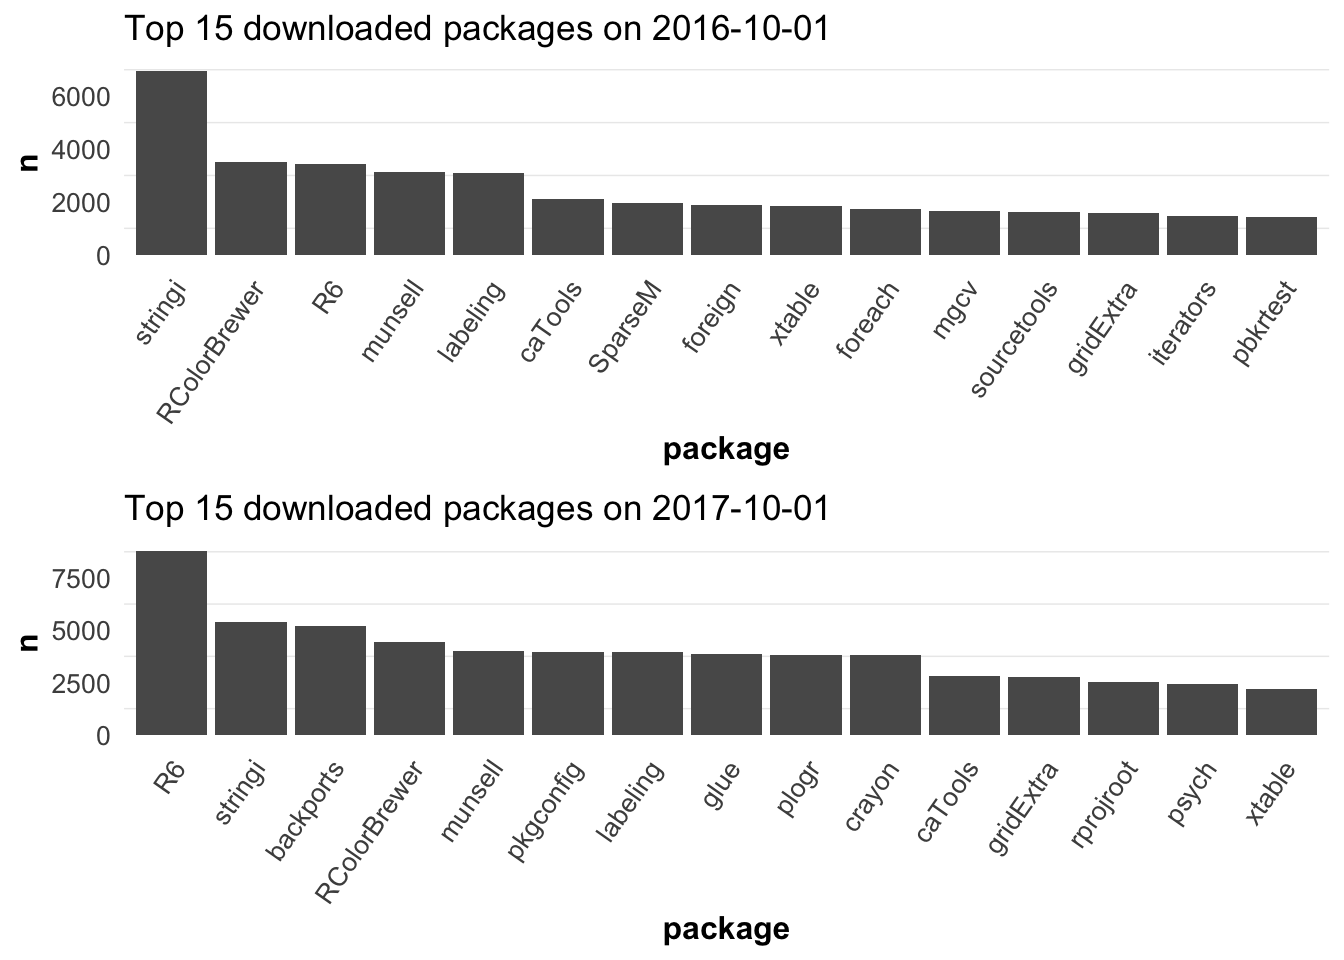 Top 15 downloaded packages on 2016-10-01
6000
4000
2000
0
n
stringi
RColorBrewer
R6
munsell
labeling
caTools
SparseM
foreign
xtable
foreach
mgcv
sourcetools
gridExtra
iterators
pbkrtest
package
Top 15 downloaded packages on 2017-10-01
7500
5000
2500
0
n
R6
stringi
backports
RColorBrewer
munsell
pkgconfig
labeling
glue
plogr
crayon
caTools
gridExtra
rprojroot
psych
xtable
package